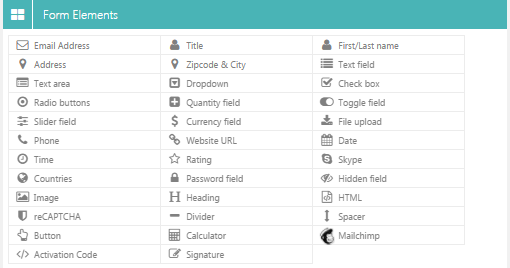 Form Elements
Email Address Title First/Last name
Address Zipcode & City Text field
Text area Dropdown Check box
Radio buttons Quantity field Toggle field
Slider field Currency field File upload
Phone Website URL Date
Time Rating Skype
Countries Password field Hidden field
Image Heading HTML
reCAPTCHA Divider Spacer
Button Calculator Mailchimp
Activation Code Signature